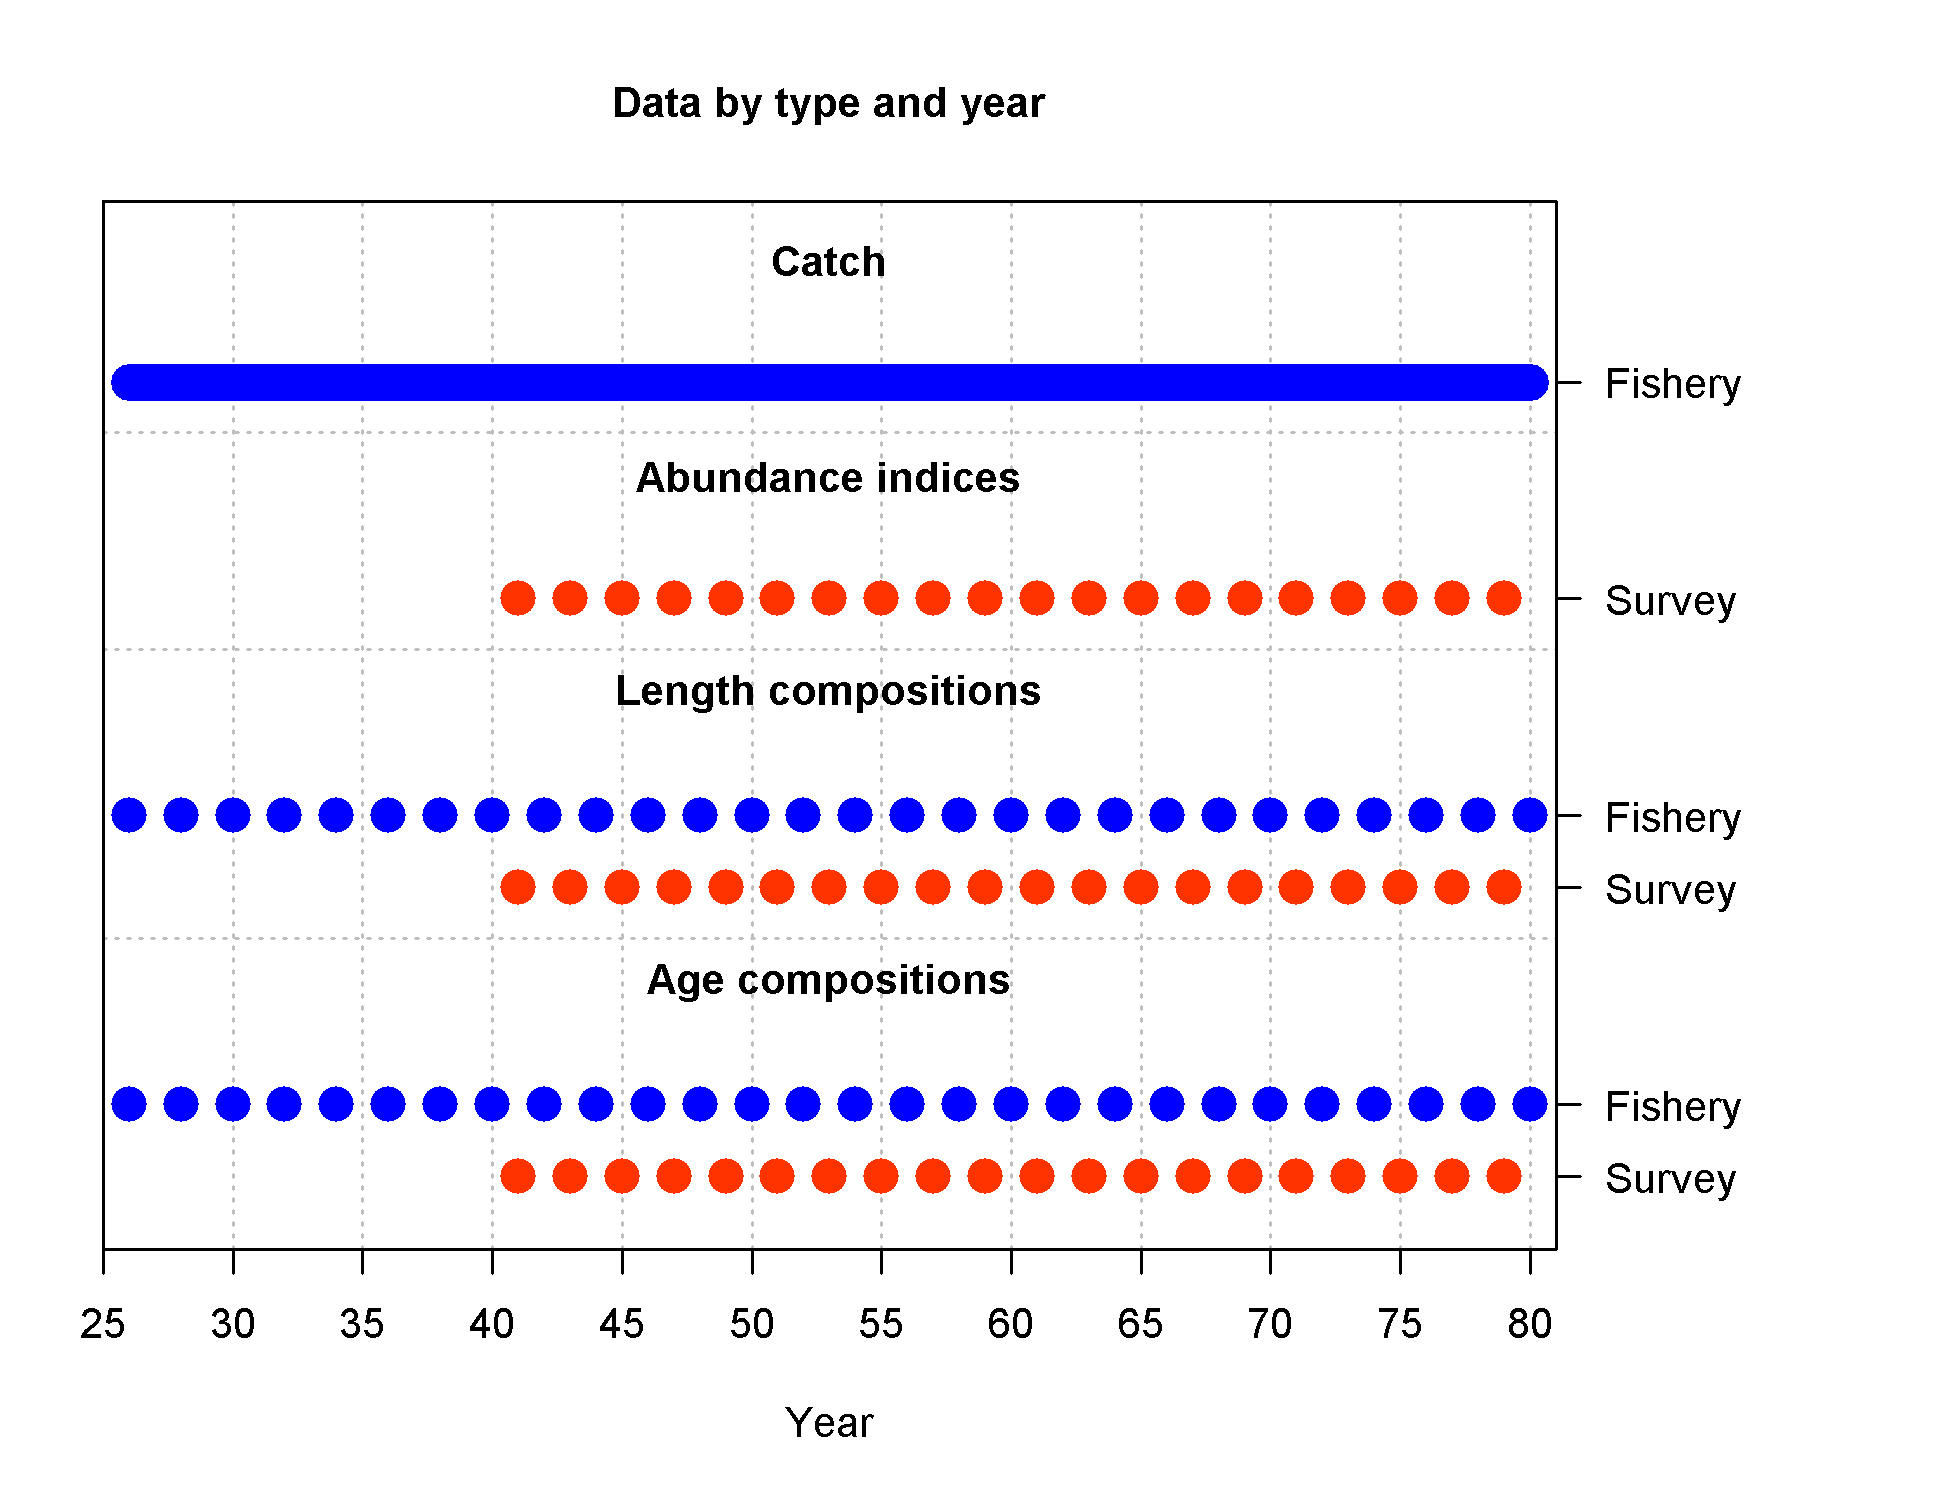 Data by type and year
Catch
Fishery
Abundance indices
Survey
Length compositions
Fishery
Survey
Age compositions
Fishery
Survey
25 30 35 40 45 50 55 60 65 70 75 80
Year